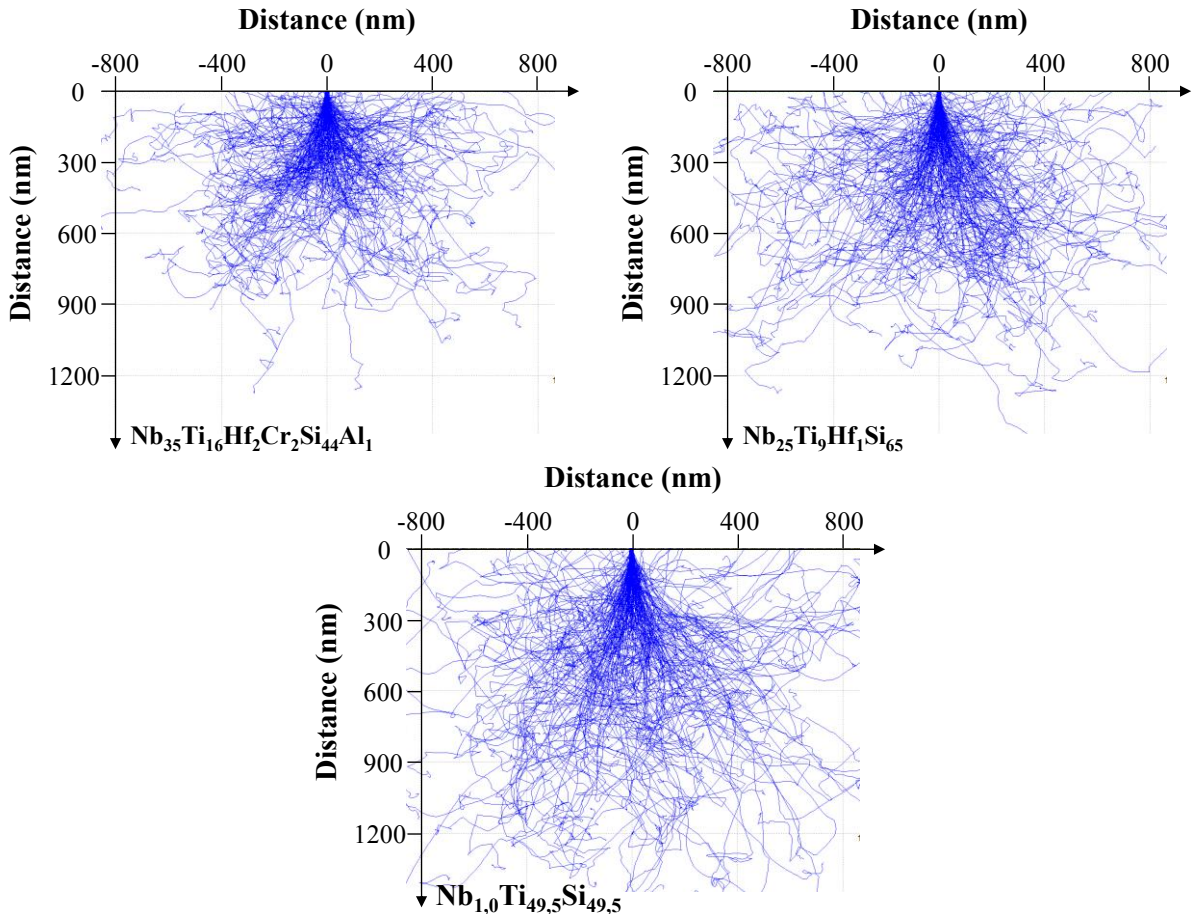 Distance (nm)
-800 -400 0 400 800
0
300
600
900
1200
Distance (nm)
Nb₃₅Ti₁₆Hf₂Cr₂Si₄₄Al₁
Distance (nm)
-800 -400 0 400 800
0
300
600
900
1200
Distance (nm)
Nb₂₅Ti₉Hf₁Si₆₅
Distance (nm)
-800 -400 0 400 800
0
300
600
900
1200
Distance (nm)
Nb₁,₀Ti₄₉,₅Si₄₉,₅